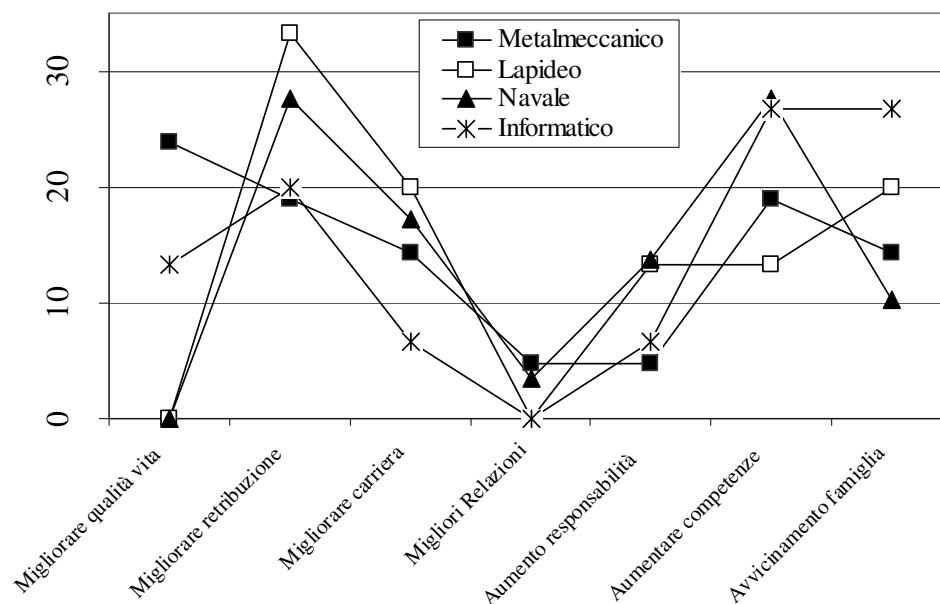 Metalmeccanico
Lapideo
Navale
Informatico
30
20
10
0
Migliorare qualità vita
Migliorare retribuzione
Migliorare carriera
Migliori Relazioni
Aumento responsabilità
Aumentare competenze
Avvicinamento famiglia